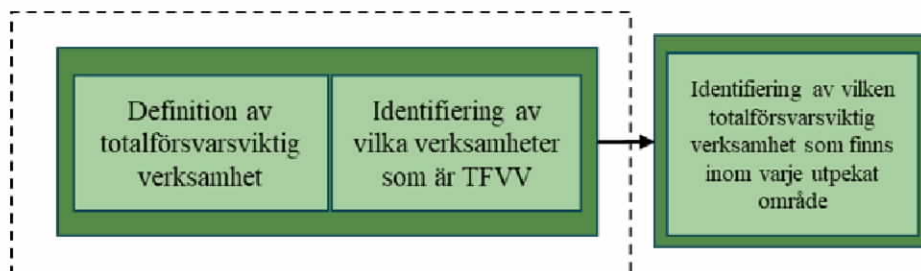 Definition av
totalförsvarsviktig
verksamhet
Identifiering av
vilka verksamheter
som är TFVV
Identifiering av vilken
totalförsvarsviktig
verksamhet som finns
inom varje utpekat
område